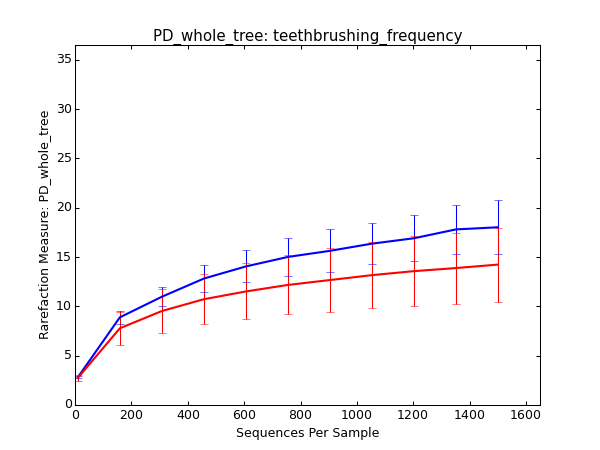 PD_whole_tree: teethbrushing_frequency
35
30
25
20
15
10
5
0
Rarefaction Measure: PD_whole_tree
0 200 400 600 800 1000 1200 1400 1600
Sequences Per Sample